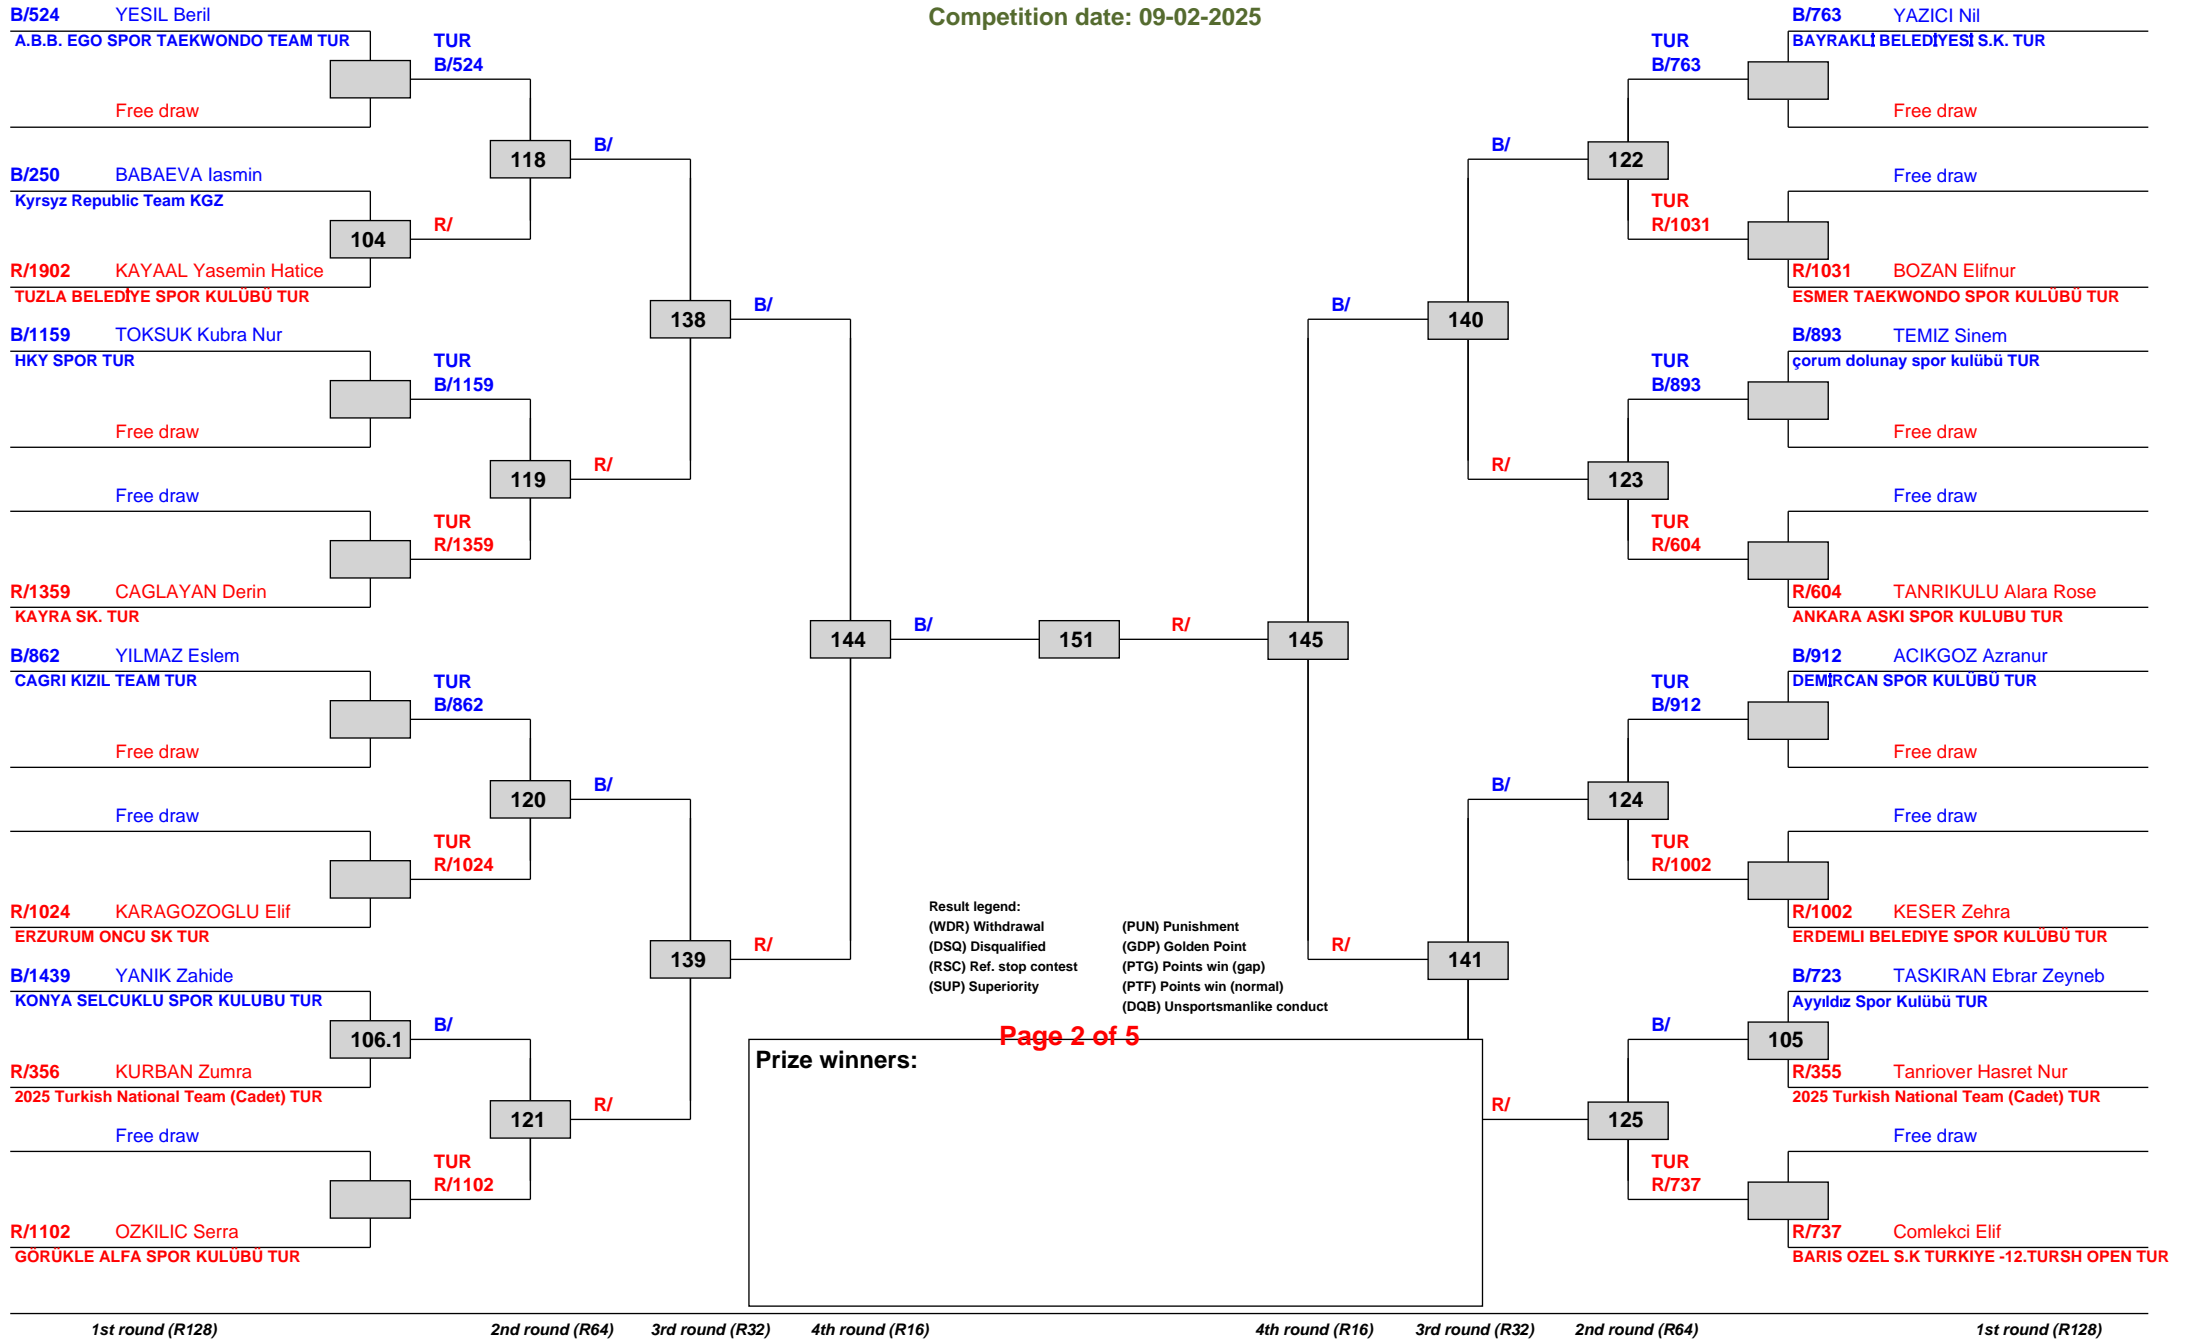 Competition date: 09-02-2025
B/524 YESIL Beril
A.B.B. EGO SPOR TAEKWONDO TEAM TUR
TUR
B/524
Free draw
118
B/
B/250 BABAEVA Iasmin
Kyrsyz Republic Team KGZ
104
R/
R/1902 KAYAAL Yasemin Hatice
TUZLA BELEDİYE SPOR KULÜBÜ TUR
138
B/
B/1159 TOKSUK Kubra Nur
HKY SPOR TUR
TUR
B/1159
Free draw
119
R/
Free draw
TUR
R/1359
R/1359 CAGLAYAN Derin
KAYRA SK. TUR
144
B/
151
R/
145
B/862 YILMAZ Eslem
CAGRI KIZIL TEAM TUR
TUR
B/862
Free draw
120
B/
Free draw
TUR
R/1024
R/1024 KARAGOZOGLU Elif
ERZURUM ONCU SK TUR
139
R/
B/1439 YANIK Zahide
KONYA SELCUKLU SPOR KULUBU TUR
106.1
B/
R/356 KURBAN Zumra
2025 Turkish National Team (Cadet) TUR
121
R/
Free draw
TUR
R/1102
R/1102 OZKILIC Serra
GÖRÜKLE ALFA SPOR KULÜBÜ TUR
B/763 YAZICI Nil
BAYRAKLİ BELEDİYESİ S.K. TUR
TUR
B/763
Free draw
B/
122
Free draw
TUR
R/1031
R/1031 BOZAN Elifnur
ESMER TAEKWONDO SPOR KULÜBÜ TUR
B/
140
B/893 TEMIZ Sinem
çorum dolunay spor kulübü TUR
TUR
B/893
Free draw
R/
123
Free draw
TUR
R/604
R/604 TANRIKULU Alara Rose
ANKARA ASKI SPOR KULUBU TUR
B/912 ACIKGOZ Azranur
DEMİRCAN SPOR KULÜBÜ TUR
TUR
B/912
Free draw
B/
124
Free draw
TUR
R/1002
R/1002 KESER Zehra
ERDEMLI BELEDIYE SPOR KULÜBÜ TUR
R/
141
B/723 TASKIRAN Ebrar Zeyneb
Ayyıldız Spor Kulübü TUR
B/
105
R/355 Tanriover Hasret Nur
2025 Turkish National Team (Cadet) TUR
R/
125
Free draw
TUR
R/737
R/737 Comlekci Elif
BARIS OZEL S.K TURKIYE -12.TURSH OPEN TUR
Result legend:
(WDR) Withdrawal (PUN) Punishment
(DSQ) Disqualified (GDP) Golden Point
(RSC) Ref. stop contest (PTG) Points win (gap)
(SUP) Superiority (PTF) Points win (normal)
(DQB) Unsportsmanlike conduct
Page 2 of 5
Prize winners:
1st round (R128) 2nd round (R64) 3rd round (R32) 4th round (R16) 4th round (R16) 3rd round (R32) 2nd round (R64) 1st round (R128)